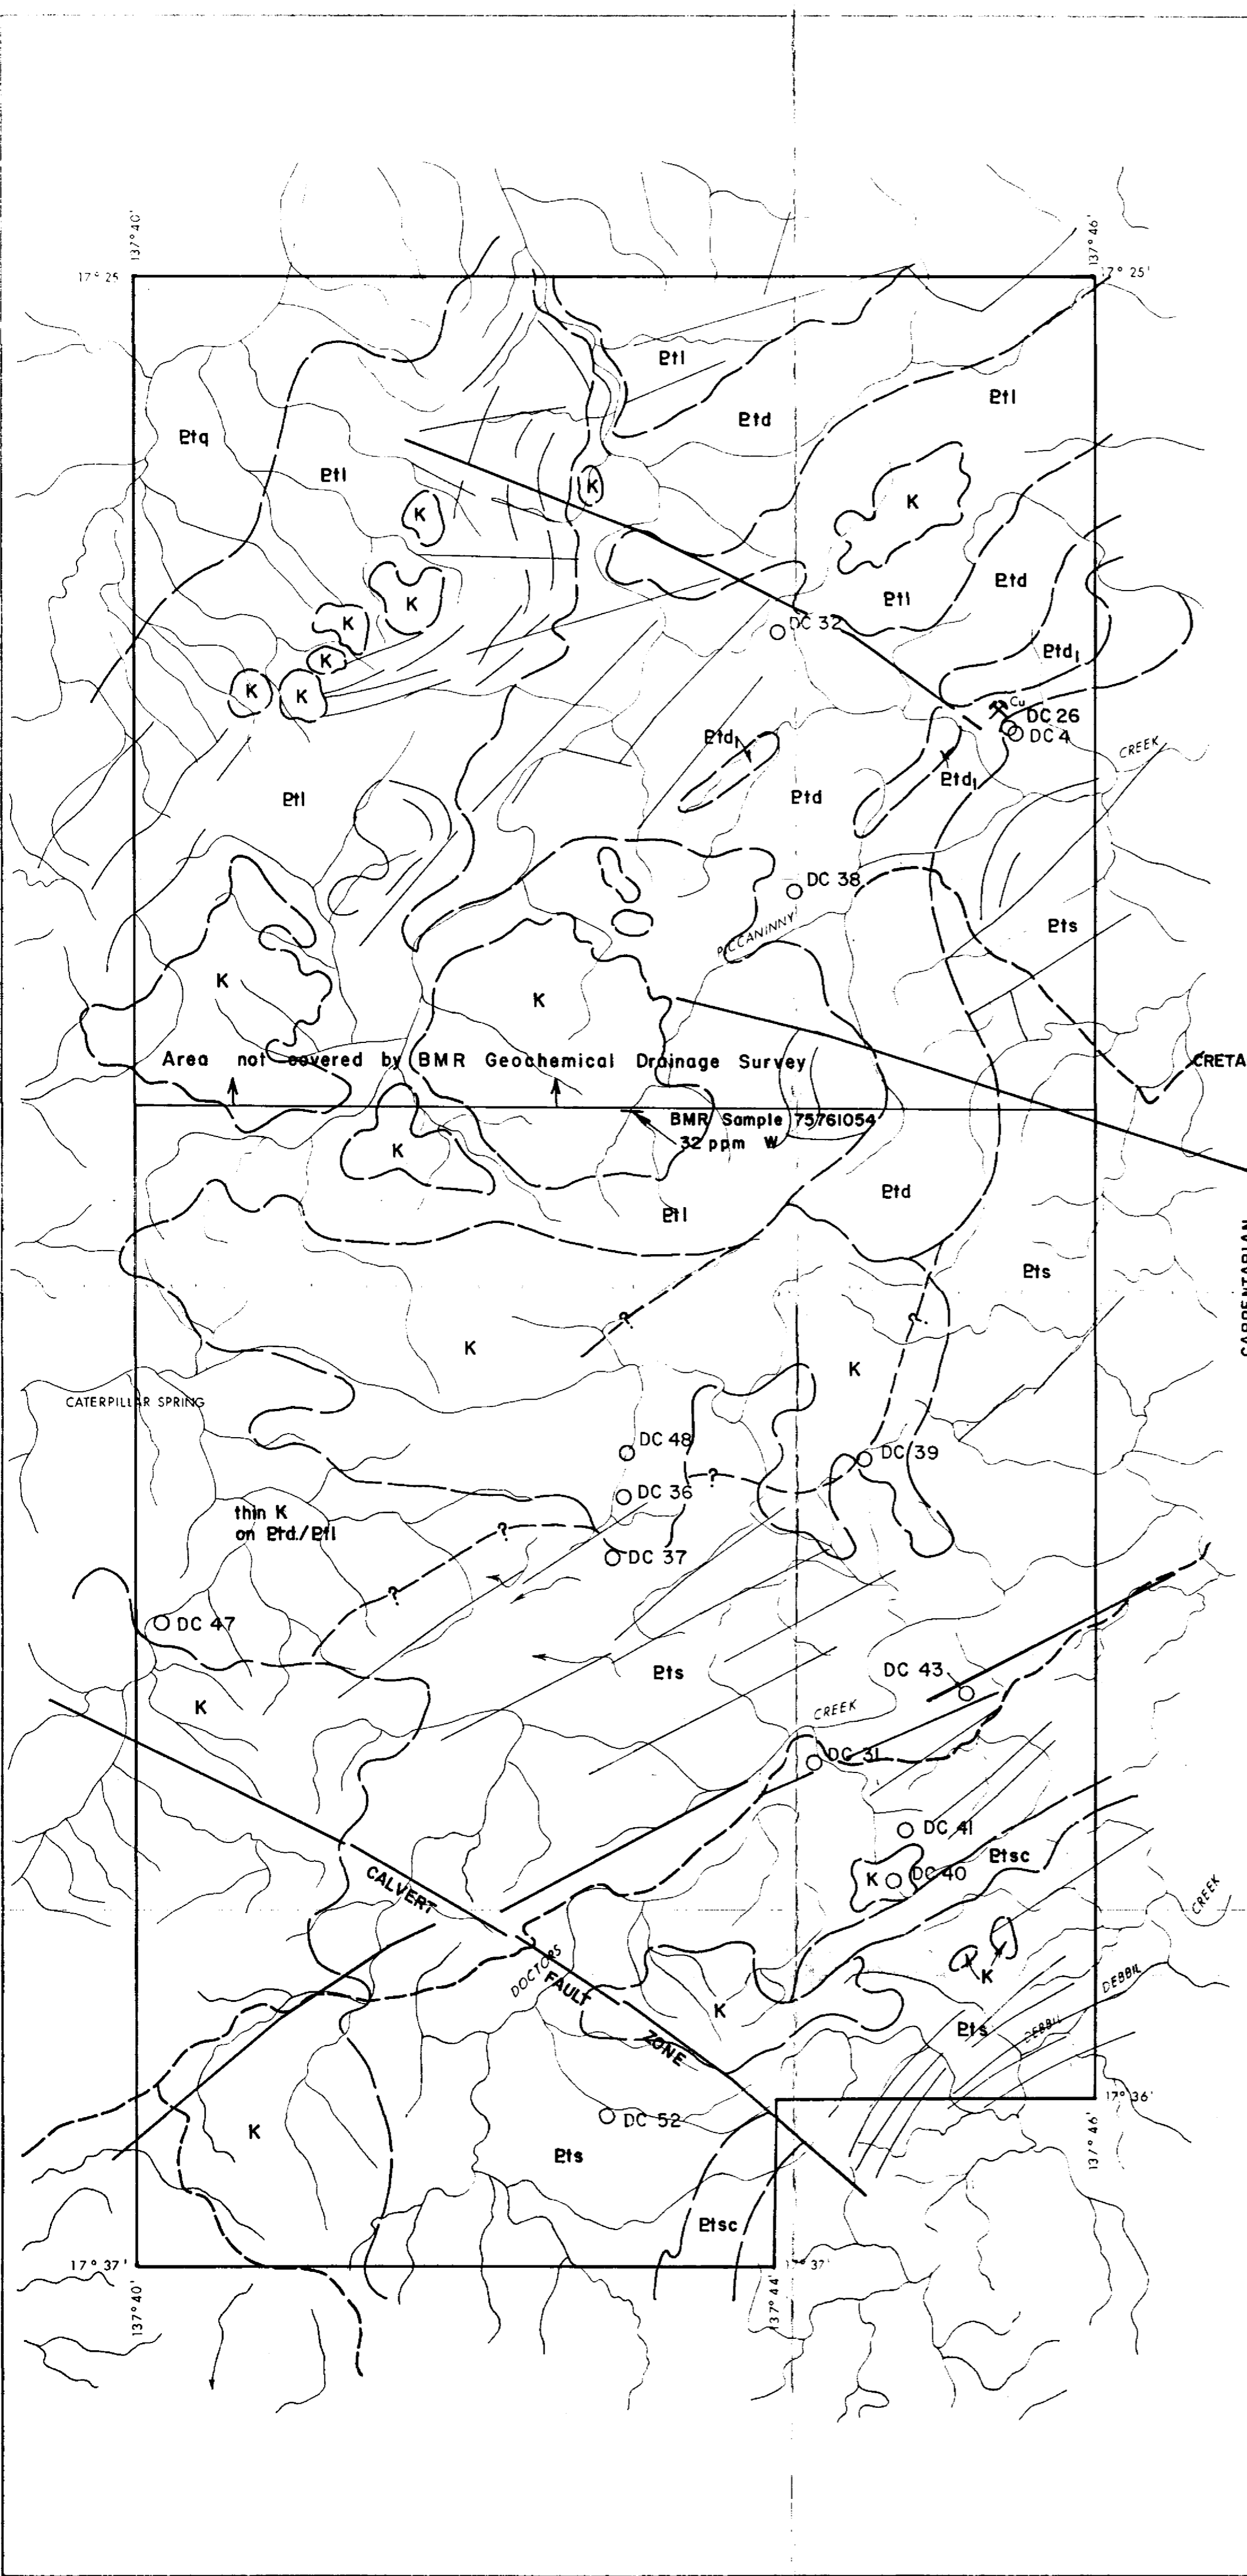 137° 40'
137° 46'
17° 25
17° 25'
Ptl
Ptl
Ptd
Ptq
Ptl
K
K
K
Ptd
K
Ptl
K
DC 32
Ptd₁
K
K
K
Cu
DC 26
DC 4
Ptd₁
CREEK
Ptd₁
Ptl
Ptd
DC 38
PICCANINNY
Pts
K
K
Area not covered by BMR Geochemical Drainage Survey
CRETA
BMR Sample 75761054
32 ppm W
K
Ptd
Ptl
CARPENTARIAN
Pts
?
?
K
K
CATERPILLAR SPRING
DC 48
DC 39
?
DC 36
thin K
on Ptd./Ptl
?
DC 37
?
DC 47
Pts
DC 43
K
CREEK
DC 31
DC 41
Ptsc
CALVERT
K
DC 40
CREEK
DOCTORS
FAULT
K
DEBBIL
K
Pts
DEBBIL
ZONE
17° 36'
DC 52
K
137° 46'
Pts
Ptsc
17° 37'
17° 37'
137° 40'
137° 44'